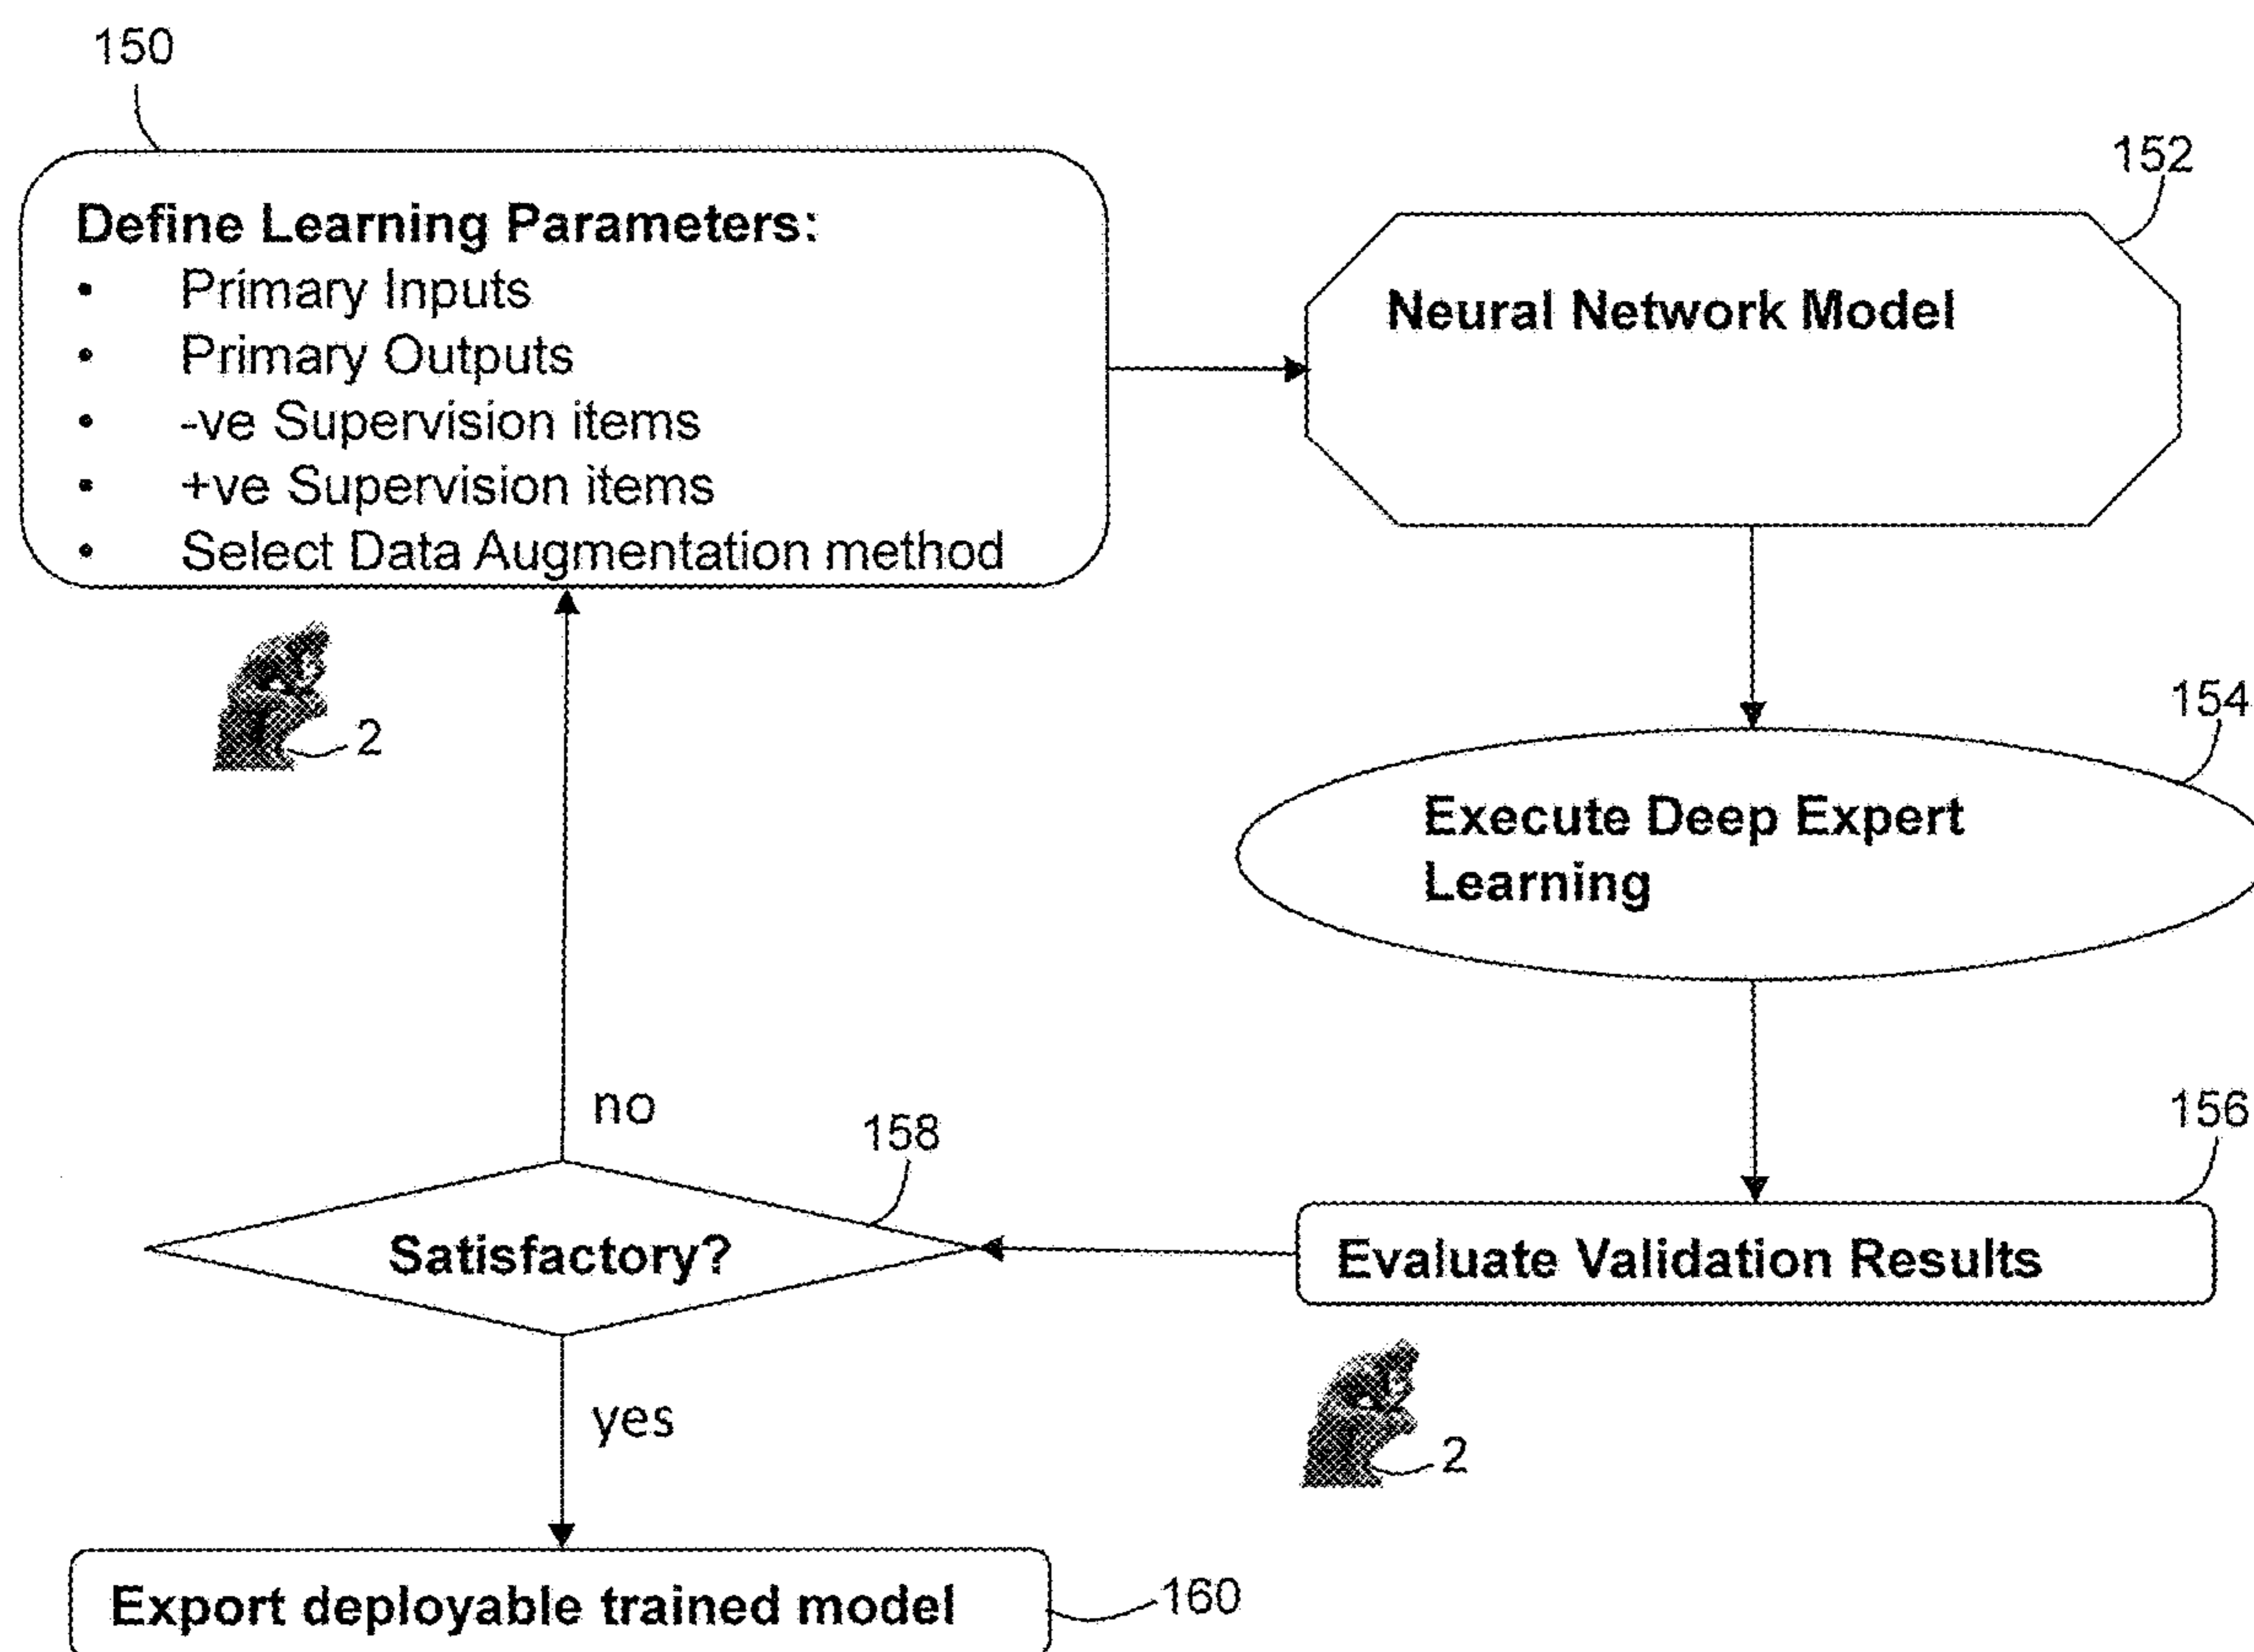 150
Define Learning Parameters:
• Primary Inputs
• Primary Outputs
• -ve Supervision items
• +ve Supervision items
• Select Data Augmentation method
2
152
Neural Network Model
154
Execute Deep Expert
Learning
156
Evaluate Validation Results
2
158
Satisfactory?
no
yes
Export deployable trained model
160